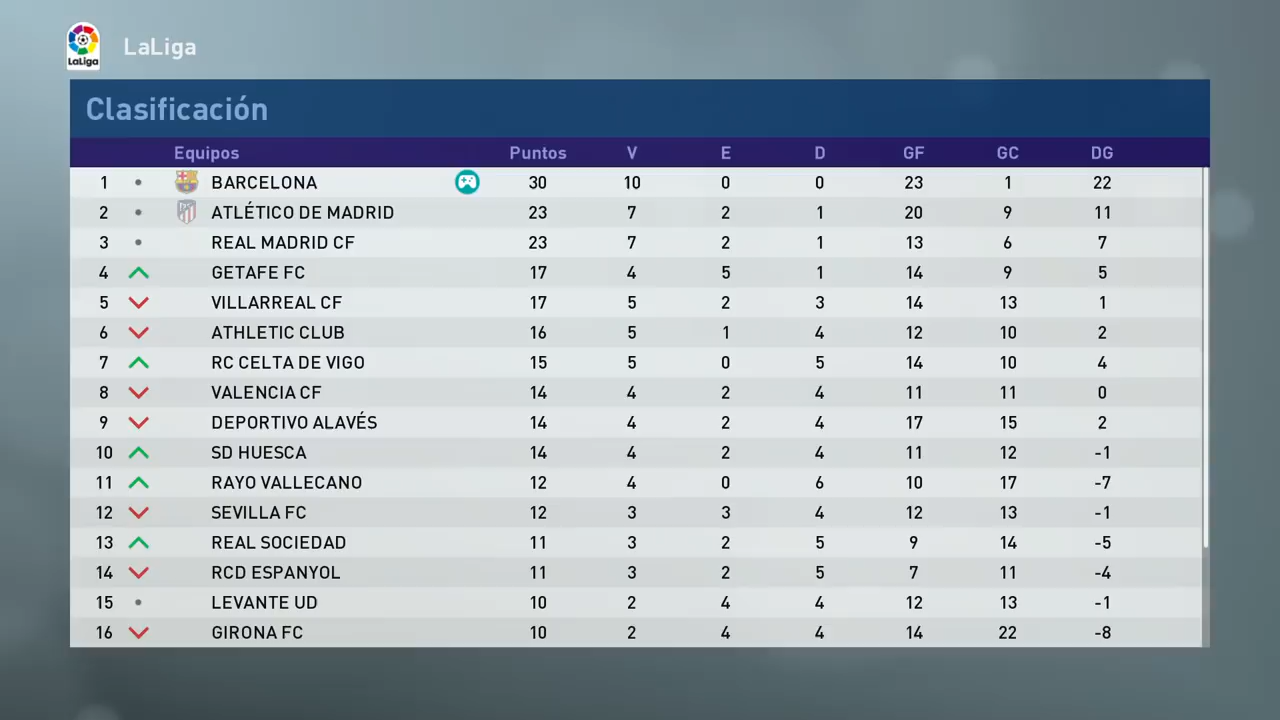 LaLiga
LaLiga
Clasificación
Equipos Puntos V E D GF GC DG
1 BARCELONA 30 10 0 0 23 1 22
2 ATLÉTICO DE MADRID 23 7 2 1 20 9 11
3 REAL MADRID CF 23 7 2 1 13 6 7
4 GETAFE FC 17 4 5 1 14 9 5
5 VILLARREAL CF 17 5 2 3 14 13 1
6 ATHLETIC CLUB 16 5 1 4 12 10 2
7 RC CELTA DE VIGO 15 5 0 5 14 10 4
8 VALENCIA CF 14 4 2 4 11 11 0
9 DEPORTIVO ALAVÉS 14 4 2 4 17 15 2
10 SD HUESCA 14 4 2 4 11 12 -1
11 RAYO VALLECANO 12 4 0 6 10 17 -7
12 SEVILLA FC 12 3 3 4 12 13 -1
13 REAL SOCIEDAD 11 3 2 5 9 14 -5
14 RCD ESPANYOL 11 3 2 5 7 11 -4
15 LEVANTE UD 10 2 4 4 12 13 -1
16 GIRONA FC 10 2 4 4 14 22 -8